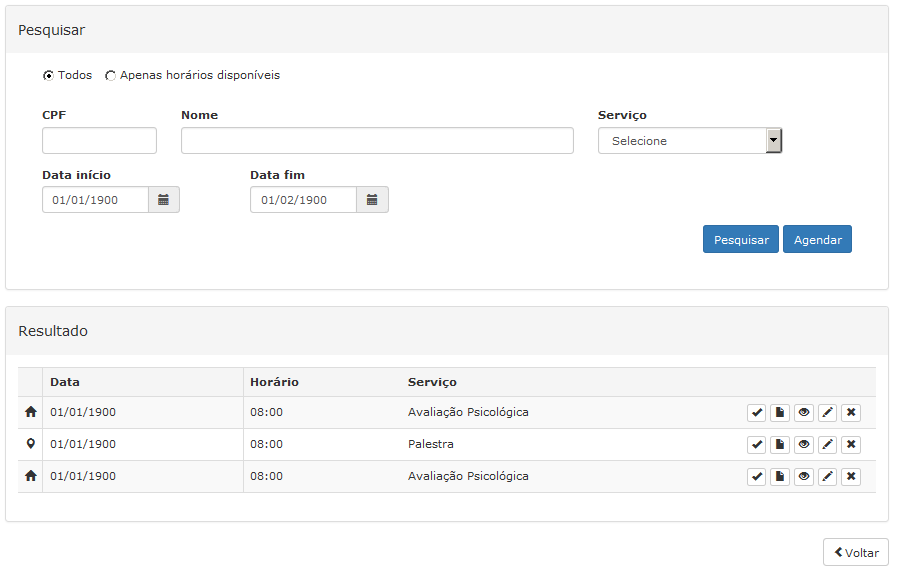 Pesquisar
Todos Apenas horários disponíveis
CPF Nome Serviço
Selecione
Data início Data fim
01/01/1900 01/02/1900
Pesquisar Agendar
Resultado
Data Horário Serviço
01/01/1900 08:00 Avaliação Psicológica
01/01/1900 08:00 Palestra
01/01/1900 08:00 Avaliação Psicológica
Voltar